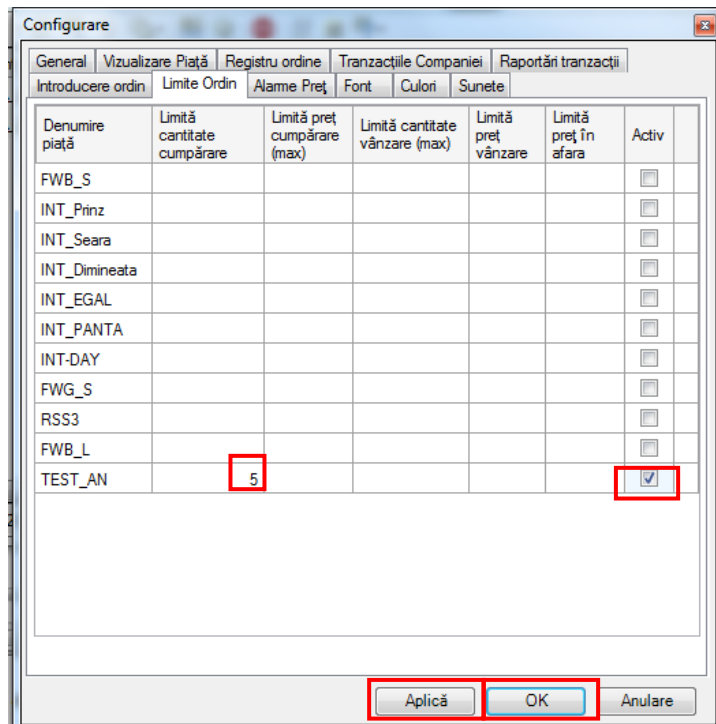 Configurare
General Vizualizare Piață Registru ordine Tranzacțiile Companiei Raportări tranzacții
Introducere ordin Limite Ordin Alarme Preț Font Culori Sunete
Denumire piață Limită cantitate cumpărare Limită preț cumpărare (max) Limită cantitate vânzare (max) Limită preț vânzare Limită preț în afara Activ
FWB_S
INT_Prinz
INT_Seara
INT_Dimineata
INT_EGAL
INT_PANTA
INT-DAY
FWG_S
RSS3
FWB_L
TEST_AN 5
Aplică OK Anulare